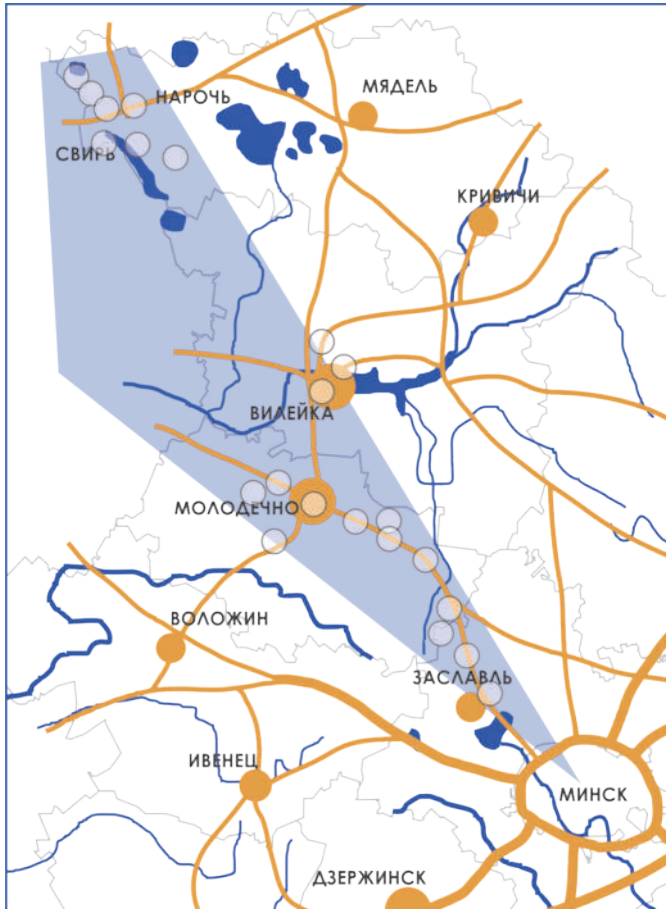 МЯДЕЛЬ
НАРОЧЬ
СВИРЬ
КРИВИЧИ
ВИЛЕЙКА
МОЛОДЕЧНО
ВОЛОЖИН
ЗАСЛАВЛЬ
ИВЕНЕЦ
МИНСК
ДЗЕРЖИНСК